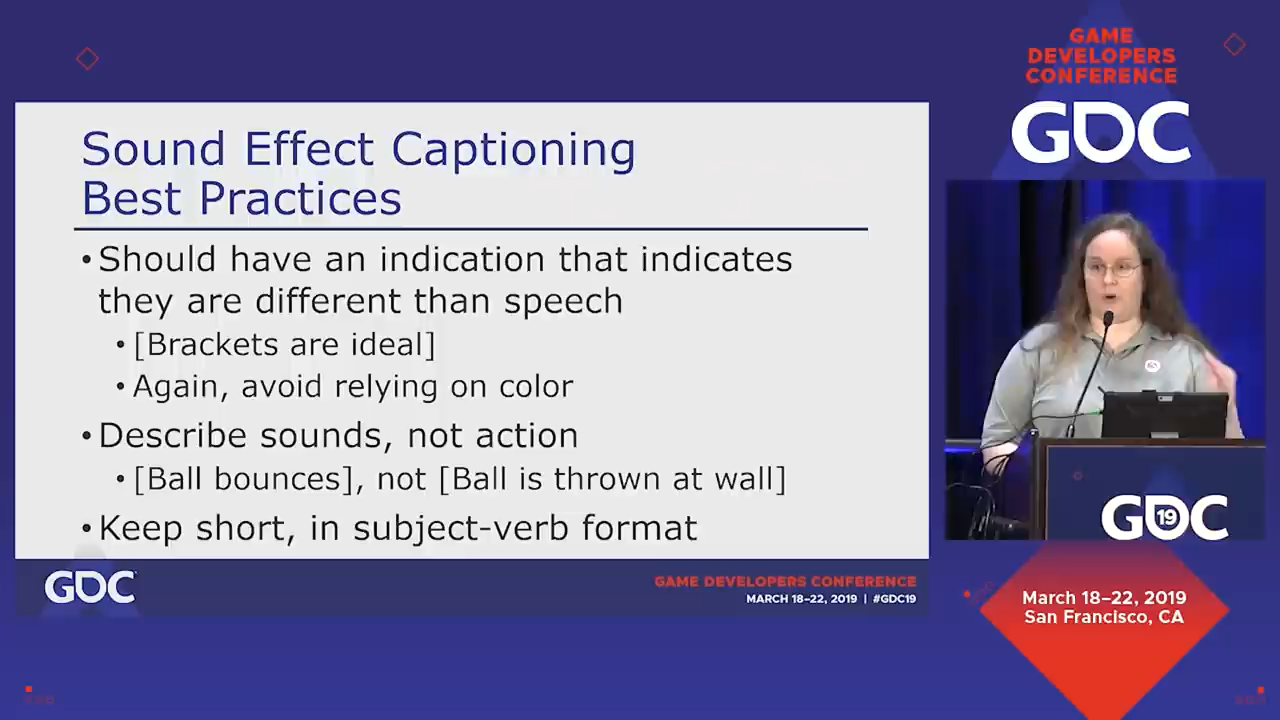 Sound Effect Captioning
Best Practices
•Should have an indication that indicates
they are different than speech
•[Brackets are ideal]
•Again, avoid relying on color
•Describe sounds, not action
•[Ball bounces], not [Ball is thrown at wall]
•Keep short, in subject-verb format
GDC
GAME DEVELOPERS CONFERENCE
MARCH 18–22, 2019 | #GDC19
GAME
DEVELOPERS
CONFERENCE
GDC
GDC
19
March 18–22, 2019
San Francisco, CA